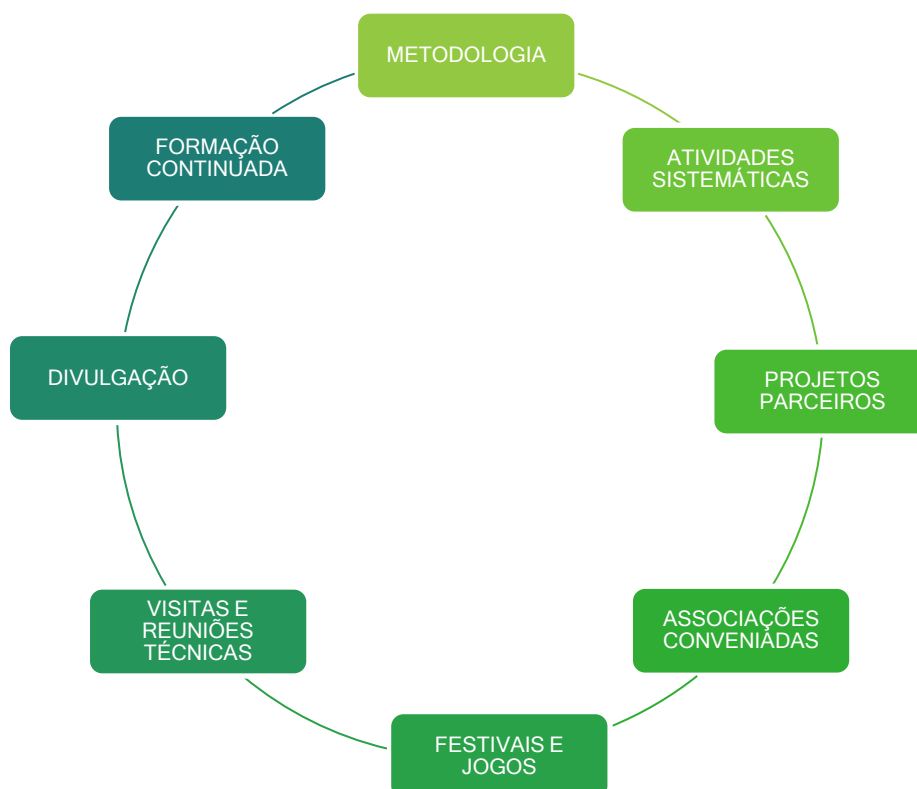 METODOLOGIA
ATIVIDADES
SISTEMÁTICAS
PROJETOS
PARCEIROS
ASSOCIAÇÕES
CONVENIADAS
FESTIVAIS E
JOGOS
VISITAS E
REUNIÕES
TÉCNICAS
DIVULGAÇÃO
FORMAÇÃO
CONTINUADA